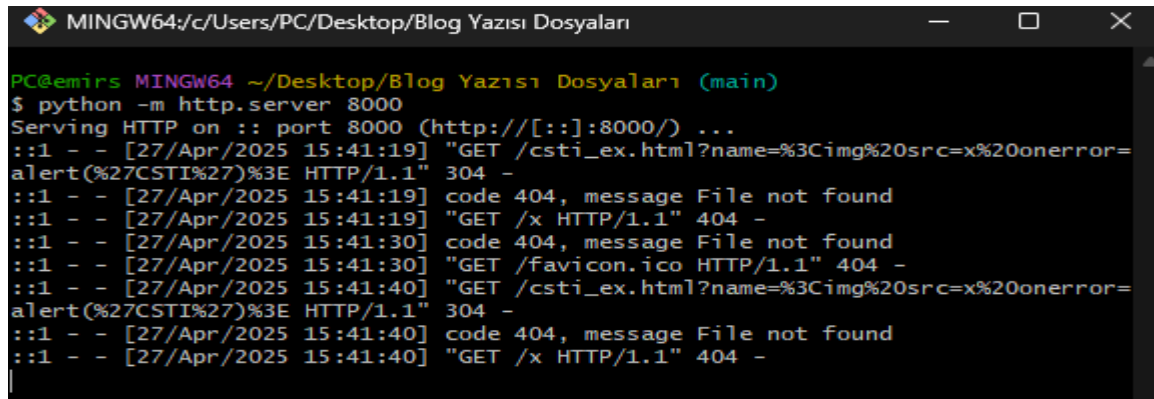 MINGW64:/c/Users/PC/Desktop/Blog Yazısı Dosyaları
PC@emirs MINGW64 ~/Desktop/Blog Yazısı Dosyaları (main)
$ python -m http.server 8000
Serving HTTP on :: port 8000 (http://[::]:8000/) ...
::1 - - [27/Apr/2025 15:41:19] "GET /csti_ex.html?name=%3Cimg%20src=x%20onerror=
alert(%27CSTI%27)%3E HTTP/1.1" 304 -
::1 - - [27/Apr/2025 15:41:19] code 404, message File not found
::1 - - [27/Apr/2025 15:41:19] "GET /x HTTP/1.1" 404 -
::1 - - [27/Apr/2025 15:41:30] code 404, message File not found
::1 - - [27/Apr/2025 15:41:30] "GET /favicon.ico HTTP/1.1" 404 -
::1 - - [27/Apr/2025 15:41:40] "GET /csti_ex.html?name=%3Cimg%20src=x%20onerror=
alert(%27CSTI%27)%3E HTTP/1.1" 304 -
::1 - - [27/Apr/2025 15:41:40] code 404, message File not found
::1 - - [27/Apr/2025 15:41:40] "GET /x HTTP/1.1" 404 -